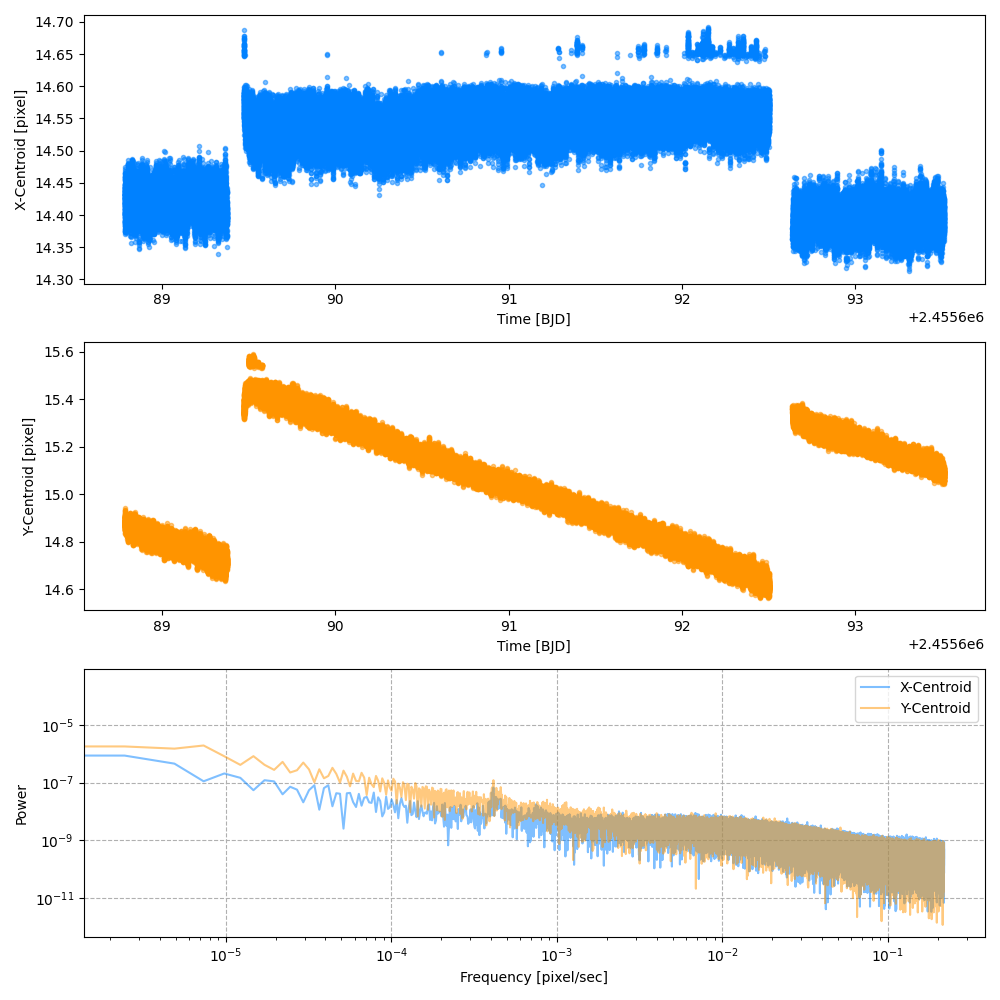 14.70
14.65
14.60
14.55
14.50
14.45
14.40
14.35
14.30
X-Centroid [pixel]
89 90 91 92 93
Time [BJD]
+2.4556e6
15.6
15.4
15.2
15.0
14.8
14.6
Y-Centroid [pixel]
89 90 91 92 93
Time [BJD]
+2.4556e6
X-Centroid
Y-Centroid
10⁻⁵
10⁻⁷
10⁻⁹
10⁻¹¹
Power
10⁻⁵ 10⁻⁴ 10⁻³ 10⁻² 10⁻¹
Frequency [pixel/sec]